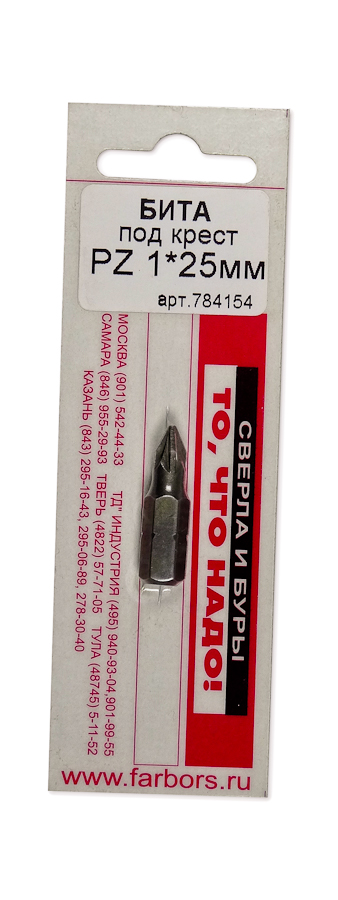 БИТА
под крест
PZ 1*25мм
арт.784154
СВЕРЛА И БУРЫ
ТО, ЧТО НАДО!
МОСКВА (901) 542-44-33 ТД" ИНДУСТРИЯ (495) 940-93-04,901-99-55
САМАРА (846) 955-29-93 ТВЕРЬ (4822) 57-71-05 ТУЛА (48745) 5-11-52
КАЗАНЬ (843) 295-16-43, 295-06-89, 278-30-40
www.farbors.ru